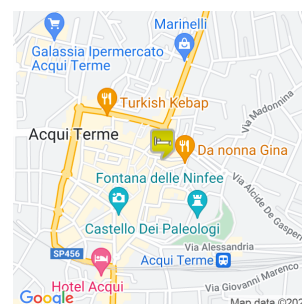 Marinelli
Galassia Ipermercato
Acqui Terme
Turkish Kebap
Via Madonnina
Acqui Terme
Da nonna Gina
Fontana delle Ninfee
Via Alcide De Gasperi
Castello Dei Paleologi
Via Alessandria
SP456
Acqui Terme
Hotel Acqui
Via Giovanni Marenco
Google
Map data ©202